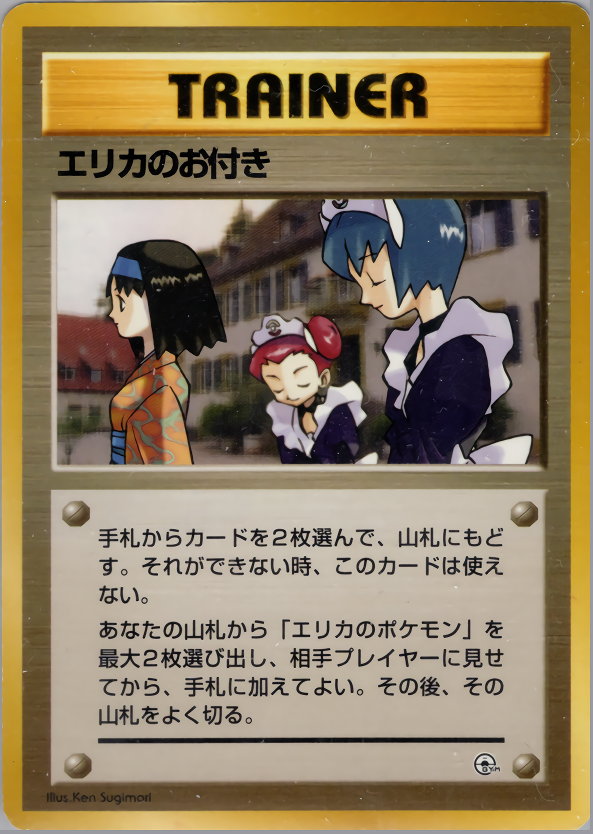 TRAINER
エリカのお付き
手札からカードを2枚選んで、山札にもど
す。それができない時、このカードは使え
ない。
あなたの山札から「エリカのポケモン」を
最大2枚選び出し、相手プレイヤーに見せ
てから、手札に加えてよい。その後、その
山札をよく切る。
GYM
Illus. Ken Sugimori